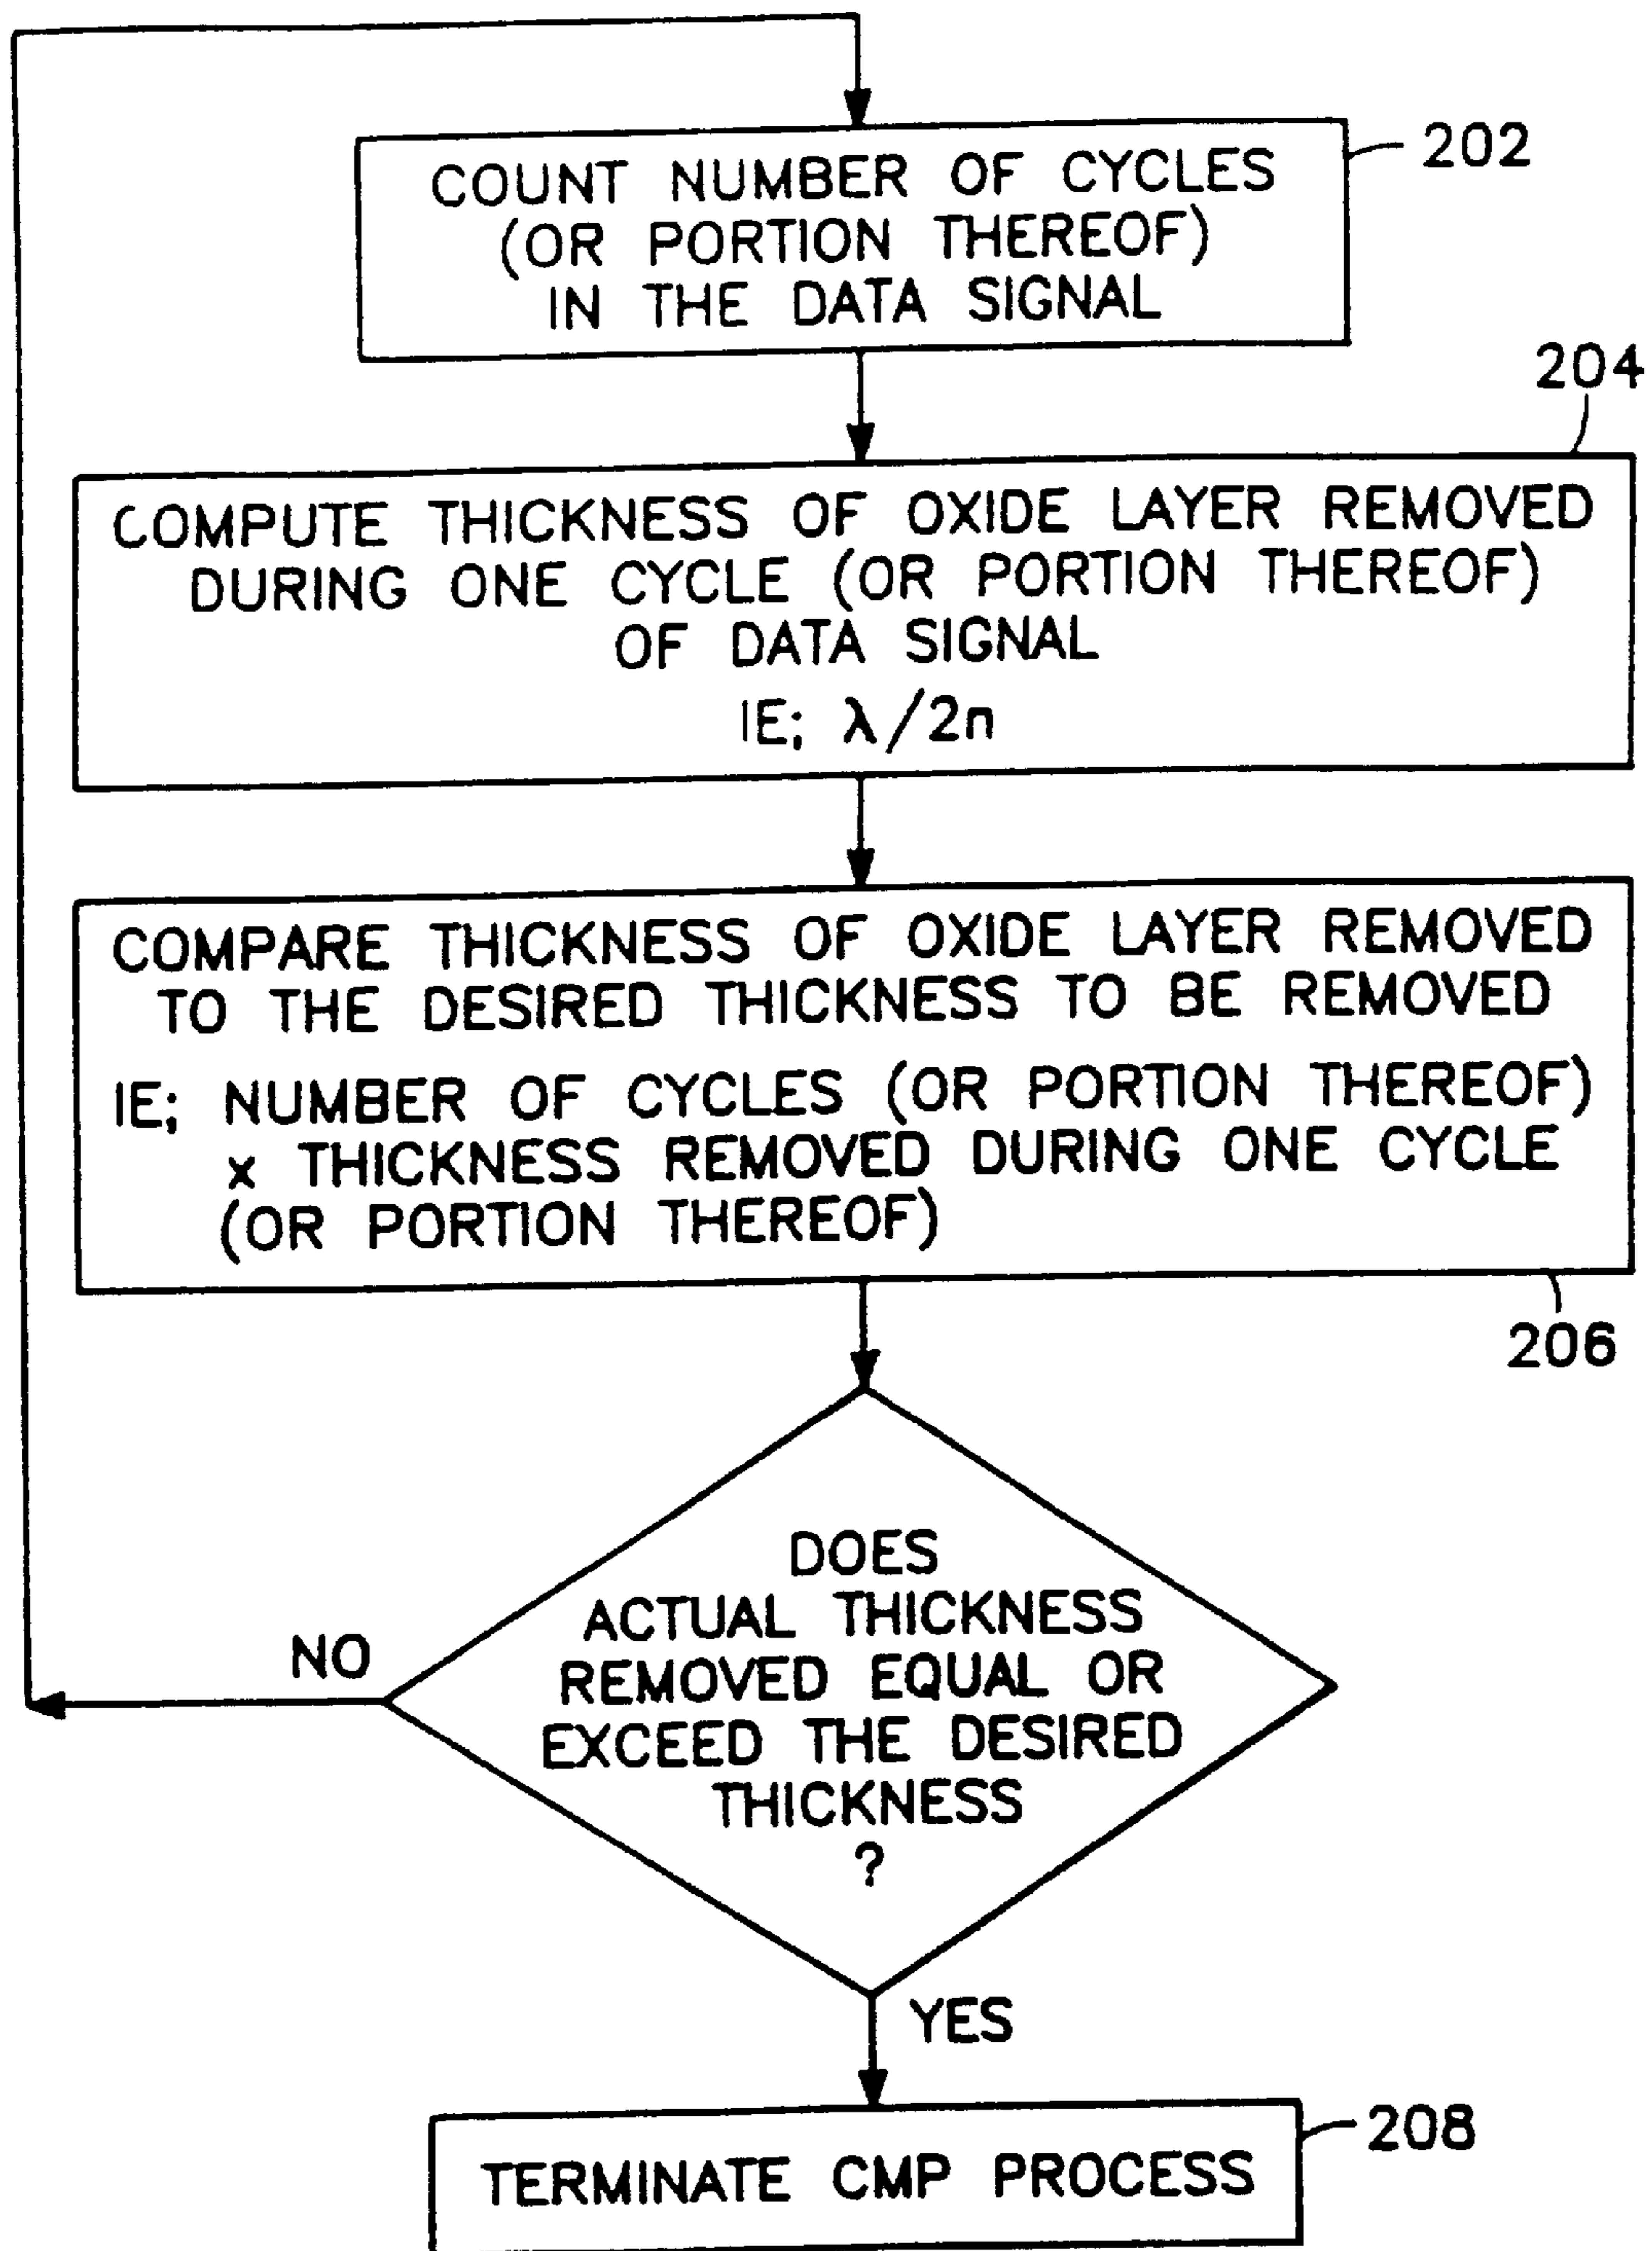 COUNT NUMBER OF CYCLES
(OR PORTION THEREOF)
IN THE DATA SIGNAL
202
204
COMPUTE THICKNESS OF OXIDE LAYER REMOVED
DURING ONE CYCLE (OR PORTION THEREOF)
OF DATA SIGNAL
IE; λ/2n
COMPARE THICKNESS OF OXIDE LAYER REMOVED
TO THE DESIRED THICKNESS TO BE REMOVED
IE; NUMBER OF CYCLES (OR PORTION THEREOF)
x THICKNESS REMOVED DURING ONE CYCLE
(OR PORTION THEREOF)
206
DOES
ACTUAL THICKNESS
REMOVED EQUAL OR
EXCEED THE DESIRED
THICKNESS
?
NO
YES
TERMINATE CMP PROCESS
208